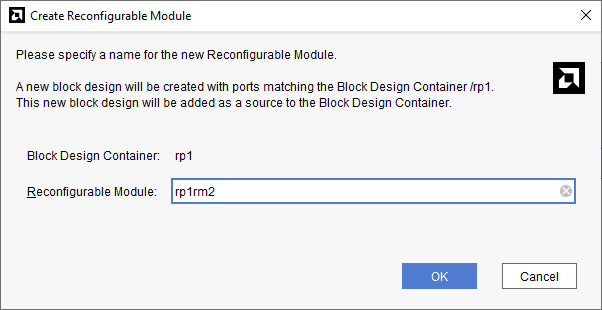 Create Reconfigurable Module
Please specify a name for the new Reconfigurable Module.
A new block design will be created with ports matching the Block Design Container /rp1.
This new block design will be added as a source to the Block Design Container.
Block Design Container: rp1
Reconfigurable Module: rp1rm2
OK Cancel